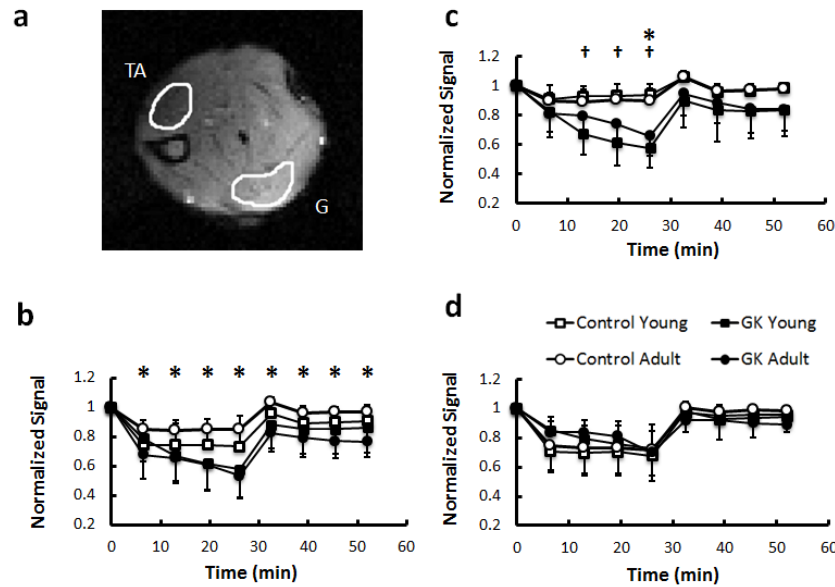 a
TA
G
c
*
† † †
1.2
1
0.8
0.6
0.4
0.2
Normalized Signal
0 10 20 30 40 50 60
Time (min)
b
* * * * * * * *
1.2
1
0.8
0.6
0.4
0.2
Normalized Signal
0 10 20 30 40 50 60
Time (min)
d
Control Young GK Young
Control Adult GK Adult
1.2
1
0.8
0.6
0.4
0.2
Normalized Signal
0 10 20 30 40 50 60
Time (min)